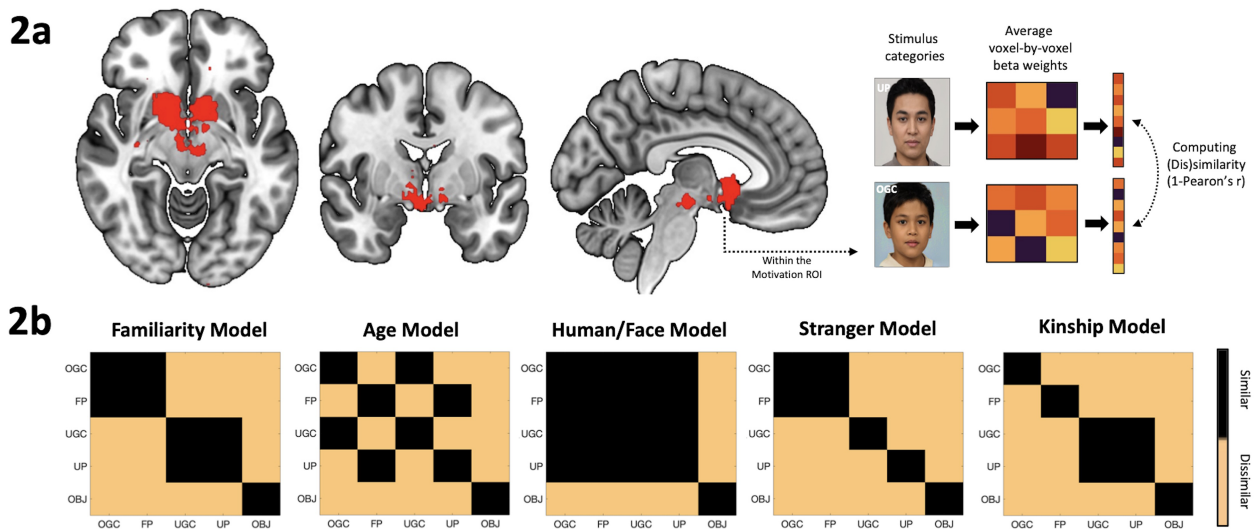 2a
Stimulus
categories
Average
voxel-by-voxel
beta weights
UP
OGC
Computing
(Dis)similarity
(1-Pearon's r)
Within the
Motivation ROI
2b
Familiarity Model
OGC
FP
UGC
UP
OBJ
OGC FP UGC UP OBJ
Age Model
OGC
FP
UGC
UP
OBJ
OGC FP UGC UP OBJ
Human/Face Model
OGC
FP
UGC
UP
OBJ
OGC FP UGC UP OBJ
Stranger Model
OGC
FP
UGC
UP
OBJ
OGC FP UGC UP OBJ
Kinship Model
OGC
FP
UGC
UP
OBJ
OGC FP UGC UP OBJ
Similar
Dissimilar